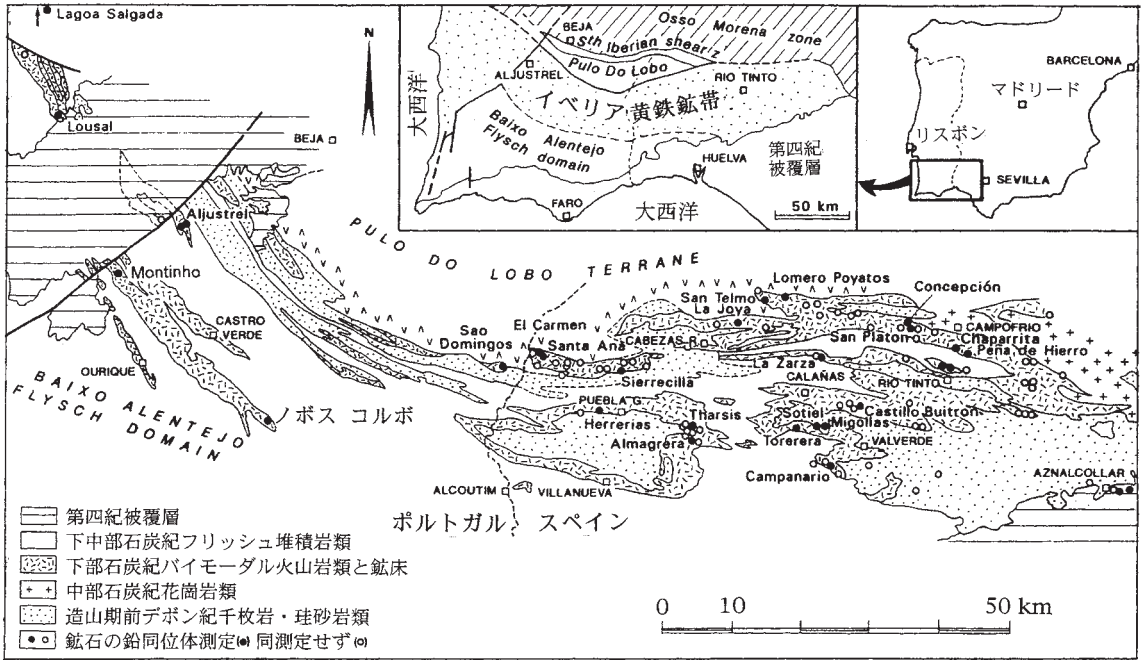 Lagoa Salgada
Lousal
BEJA
N
Aljustrel
Montinho
CASTRO
VERDE
OURIQUE
BAIXO ALENTEJO
FLYSCH DOMAIN
ノボス コルボ
PULO DO LOBO TERRANE
Sao
Domingos
El Carmen
Santa Ana
CABEZAS R.
Sierrecilla
San Telmo
La Joya
Lomero Poyatos
Concepción
San Platon
CAMPOFRIO
Chaparrita
Peña de Hierro
La Zarza
CALAÑAS
RIO TINTO
PUEBLA G.
Herrerias
Tharsis
Almagrera
Sotiel
Castillo Buitron
Migollas
Torerera
VALVERDE
Campanario
AZNALCOLLAR
ALCOUTIM
VILLANUEVA
ポルトガル スペイン
大西洋
BEJA
Osso Morena zone
Sth Iberian shear z'
Pulo Do Lobo
ALJUSTREL
RIO TINTO
イベリア黄鉄鉱帯
Baixo Alentejo
Flysch domain
第四紀
被覆層
HUELVA
FARO
大西洋
50 km
BARCELONA
マドリード
リスボン
SEVILLA
第四紀被覆層
下中部石炭紀フリッシュ堆積岩類
下部石炭紀バイモーダル火山岩類と鉱床
中部石炭紀花崗岩類
造山期前デボン紀千枚岩・珪砂岩類
鉱石の鉛同位体測定(●) 同測定せず(○)
0 10 50 km